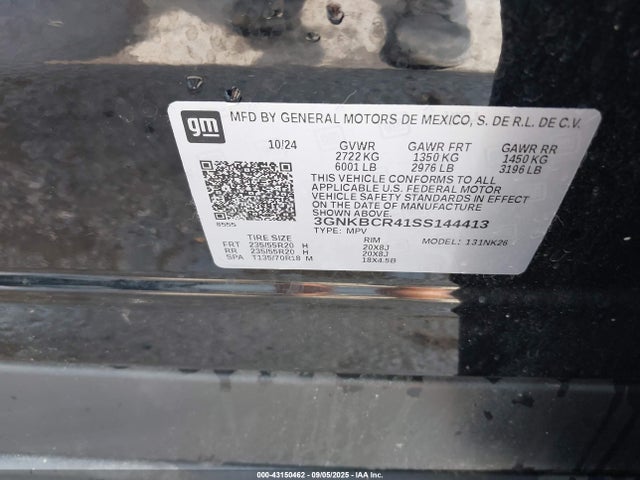 gm
MFD BY GENERAL MOTORS DE MEXICO, S. DE R.L. DE C.V.
10/24 GVWR GAWR FRT GAWR RR
2722 KG 1350 KG 1450 KG
6001 LB 2976 LB 3196 LB
THIS VEHICLE CONFORMS TO ALL
APPLICABLE U.S. FEDERAL MOTOR
VEHICLE SAFETY STANDARDS IN EFFECT
ON THE DATE OF MANUFACTURE
SHOWN ABOVE.
6555 3GNKBCR41SS144413
TYPE: MPV MODEL: 131NK26
TIRE SIZE RIM
FRT 235/55R20 H 20X8J
RR 235/55R20 H 20X8J
SPA T135/70R18 M 18X4.5B
000-43150462 - 09/05/2025 - IAAI.COM